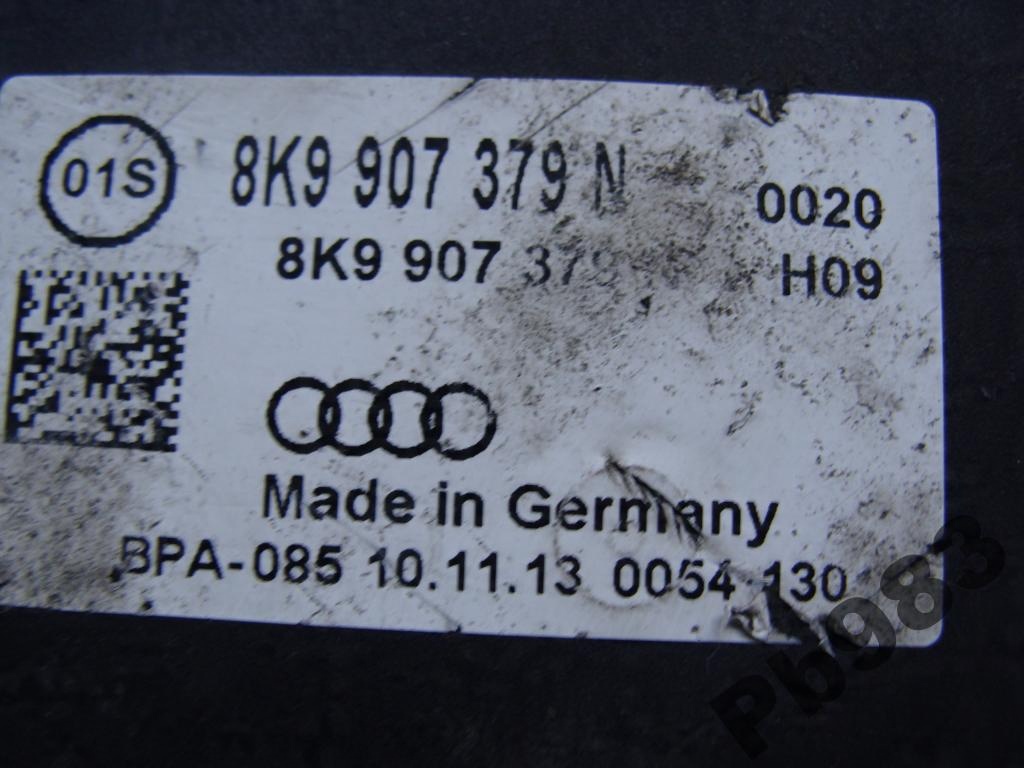 01S
8K9 907 379 N 0020
8K9 907 379 H09
Made in Germany
BPA-085 10.11.13 0054 130
Pb983